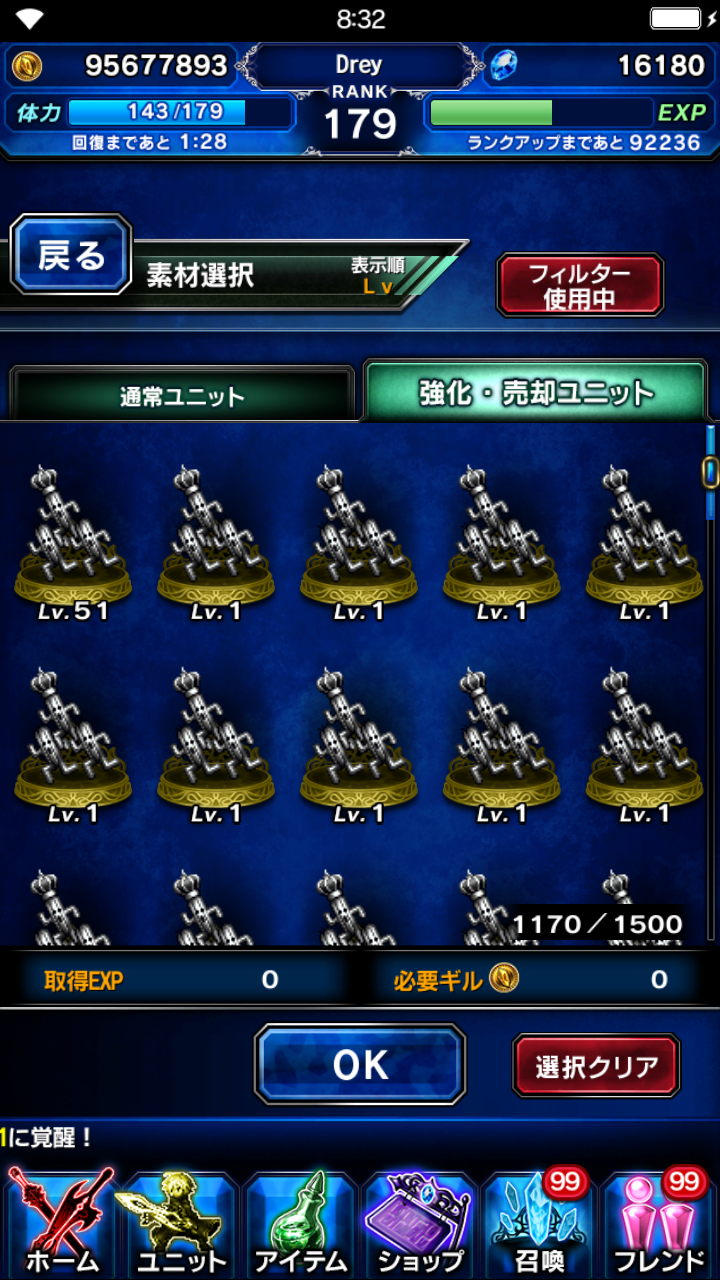 8:32
95677893
Drey
16180
体力 143/179
RANK
179
EXP
回復まであと 1:28
ランクアップまであと 92236
戻る
素材選択
表示順
Lv
フィルター
使用中
通常ユニット
強化・売却ユニット
Lv.51 Lv.1 Lv.1 Lv.1 Lv.1
Lv.1 Lv.1 Lv.1 Lv.1 Lv.1
1170/1500
取得EXP 0
必要ギル 0
OK
選択クリア
1に覚醒！
99 99
ホーム ユニット アイテム ショップ 召喚 フレンド